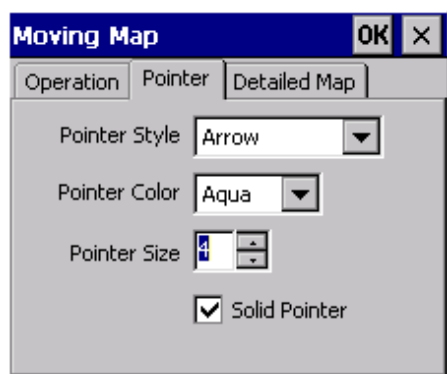 Moving Map OK
Operation Pointer Detailed Map
Pointer Style Arrow
Pointer Color Aqua
Pointer Size 4
Solid Pointer